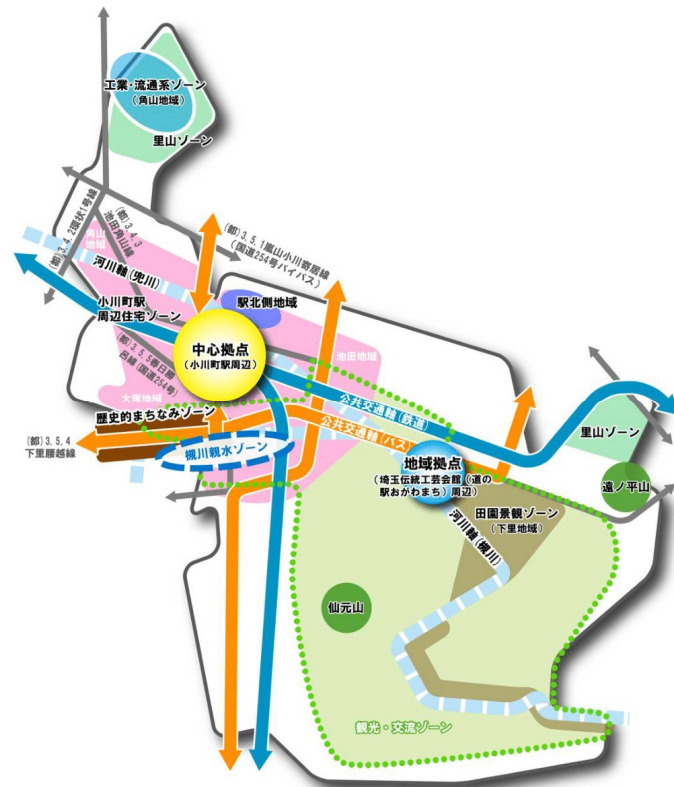 工業・流通系ゾーン
（角山地域）
里山ゾーン
（都）3.4.2環状1号線
（都）3.4.3
池田角山線
角山
地域
河川軸（兜川）
（都）3.5.1嵐山小川寄居線
（国道254号バイパス）
小川町駅
周辺住宅ゾーン
駅北側地域
中心拠点
（小川町駅周辺）
（都）3.5.5春日居
呂線（国道254号）
池田地域
大塚地域
歴史的まちなみゾーン
公共交通軸（鉄道）
公共交通軸（バス）
（都）3.5.4
下里腰越線
槻川親水ゾーン
里山ゾーン
地域拠点
（埼玉伝統工芸会館（道の
駅おがわまち）周辺）
遠ノ平山
田園景観ゾーン
（下里地域）
河川軸（槻川）
仙元山
観光・交流ゾーン